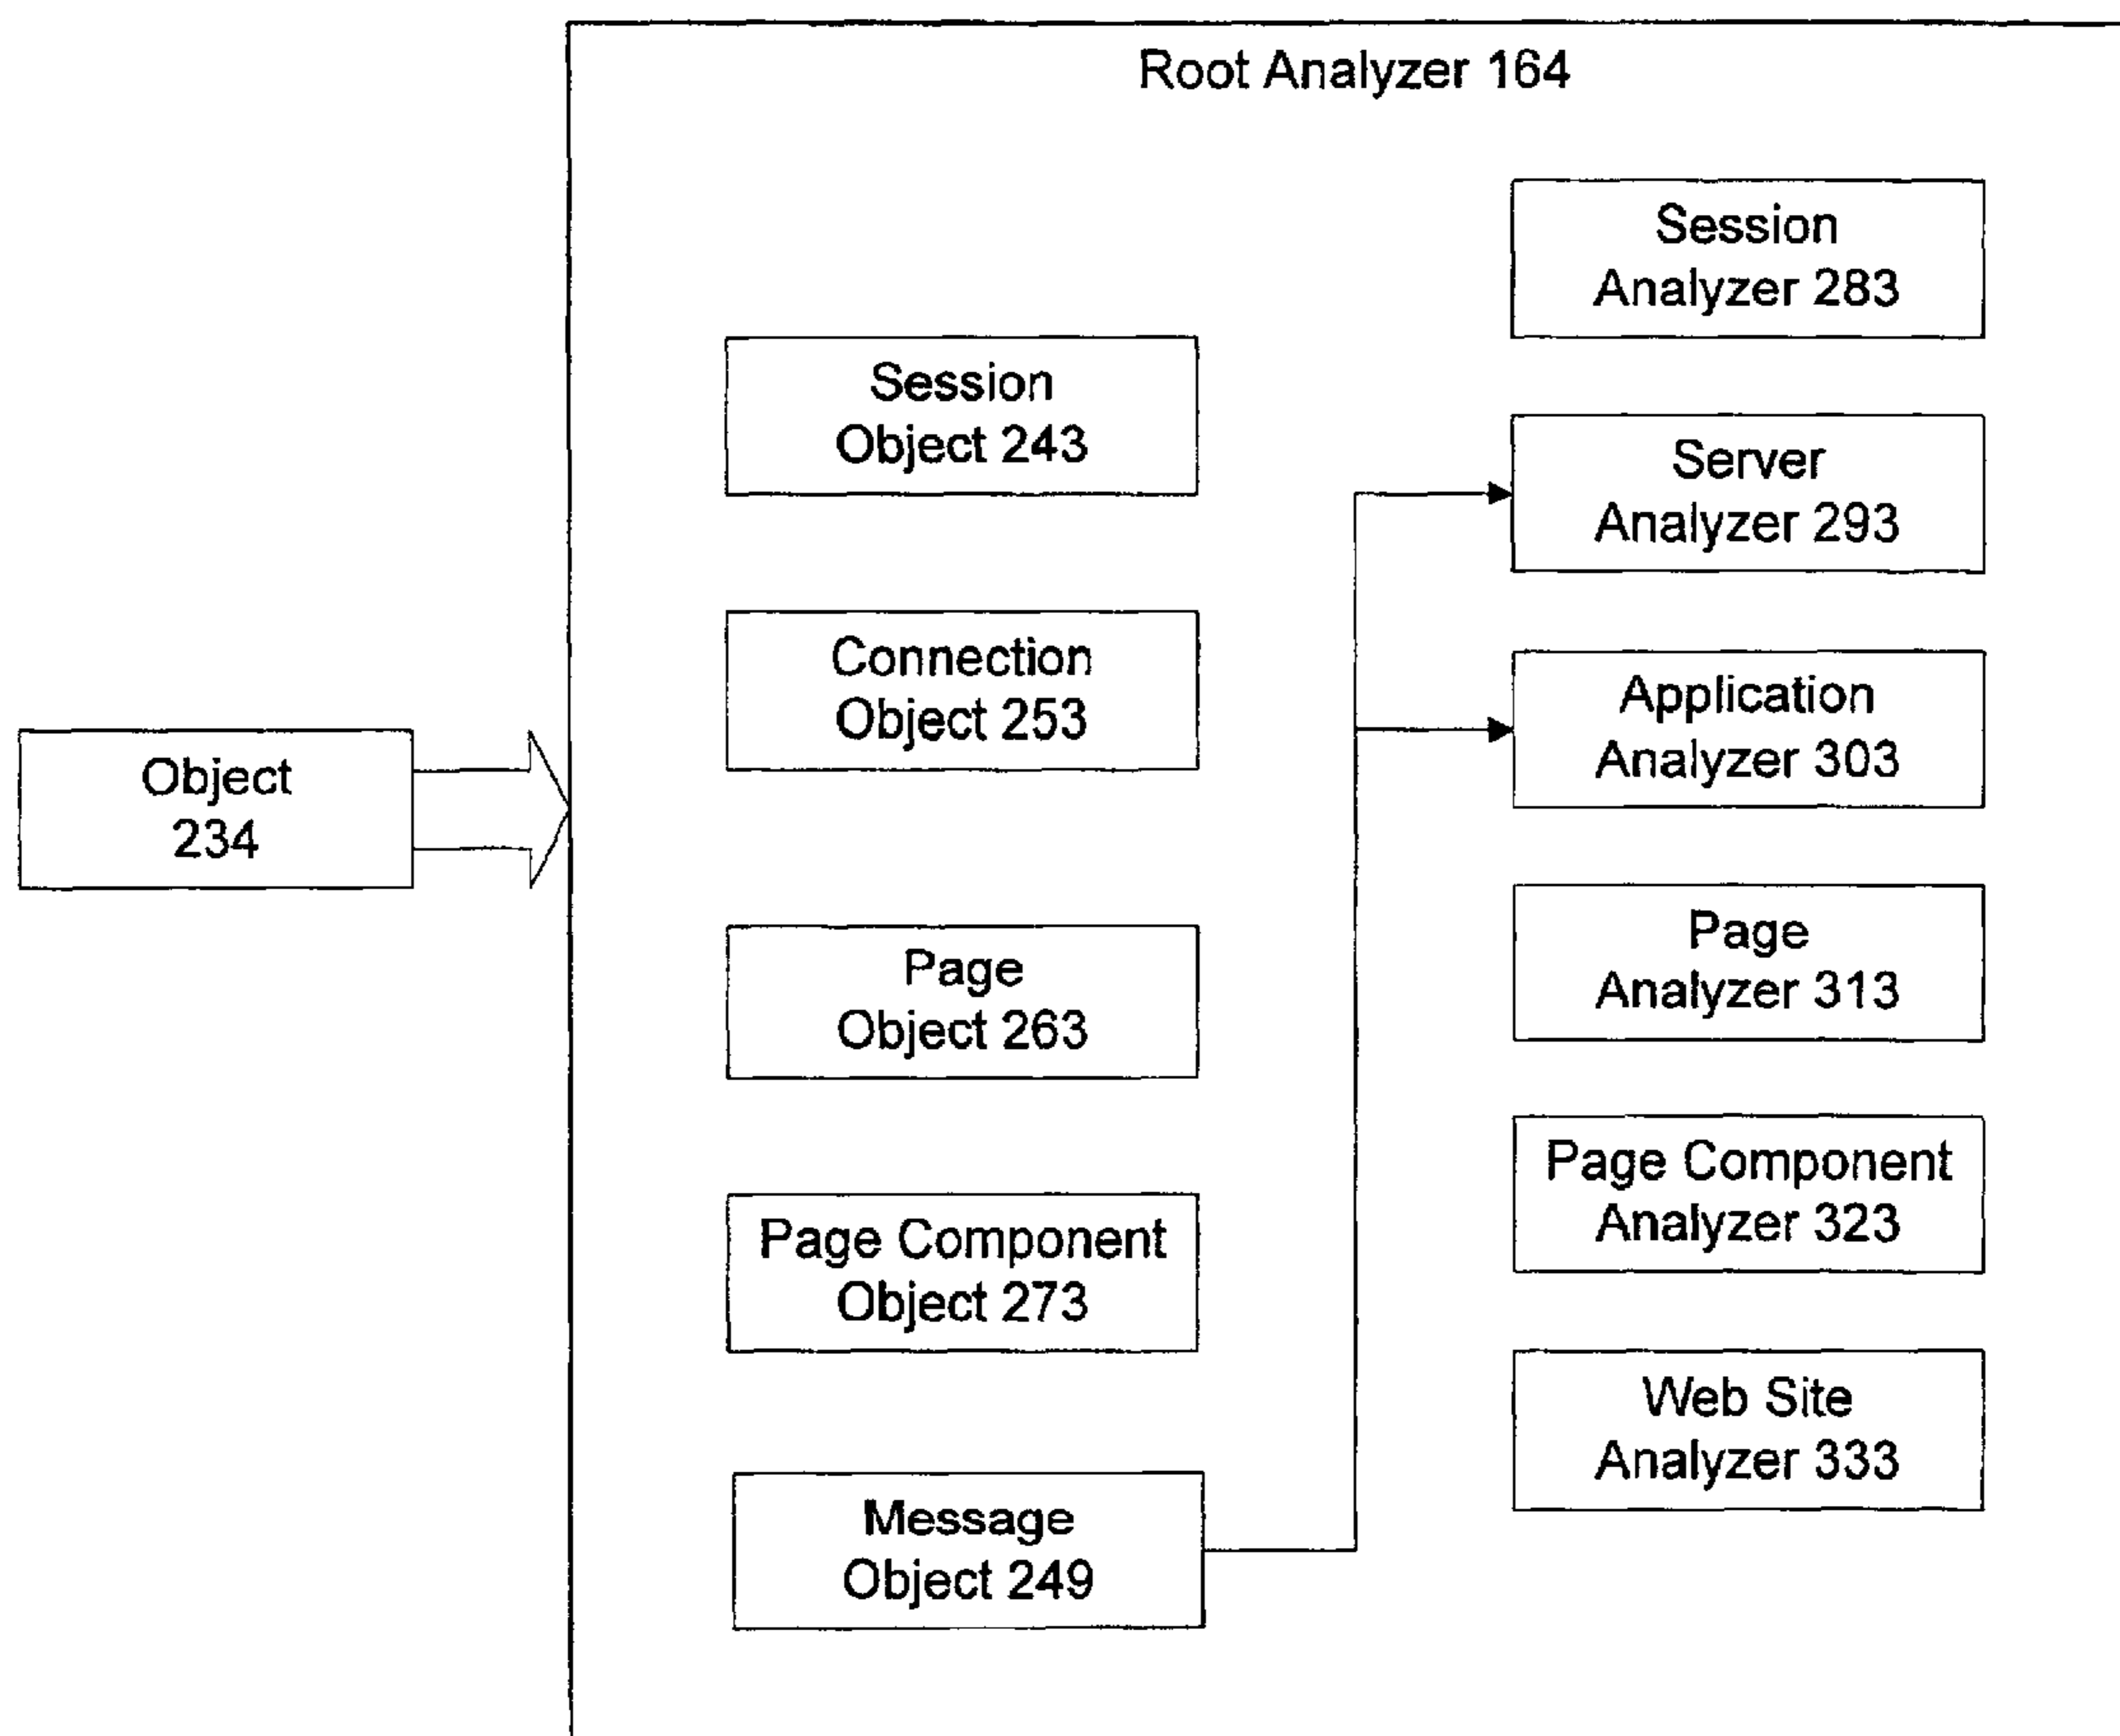 Root Analyzer 164
Object
234
Session
Object 243
Connection
Object 253
Page
Object 263
Page Component
Object 273
Message
Object 249
Session
Analyzer 283
Server
Analyzer 293
Application
Analyzer 303
Page
Analyzer 313
Page Component
Analyzer 323
Web Site
Analyzer 333